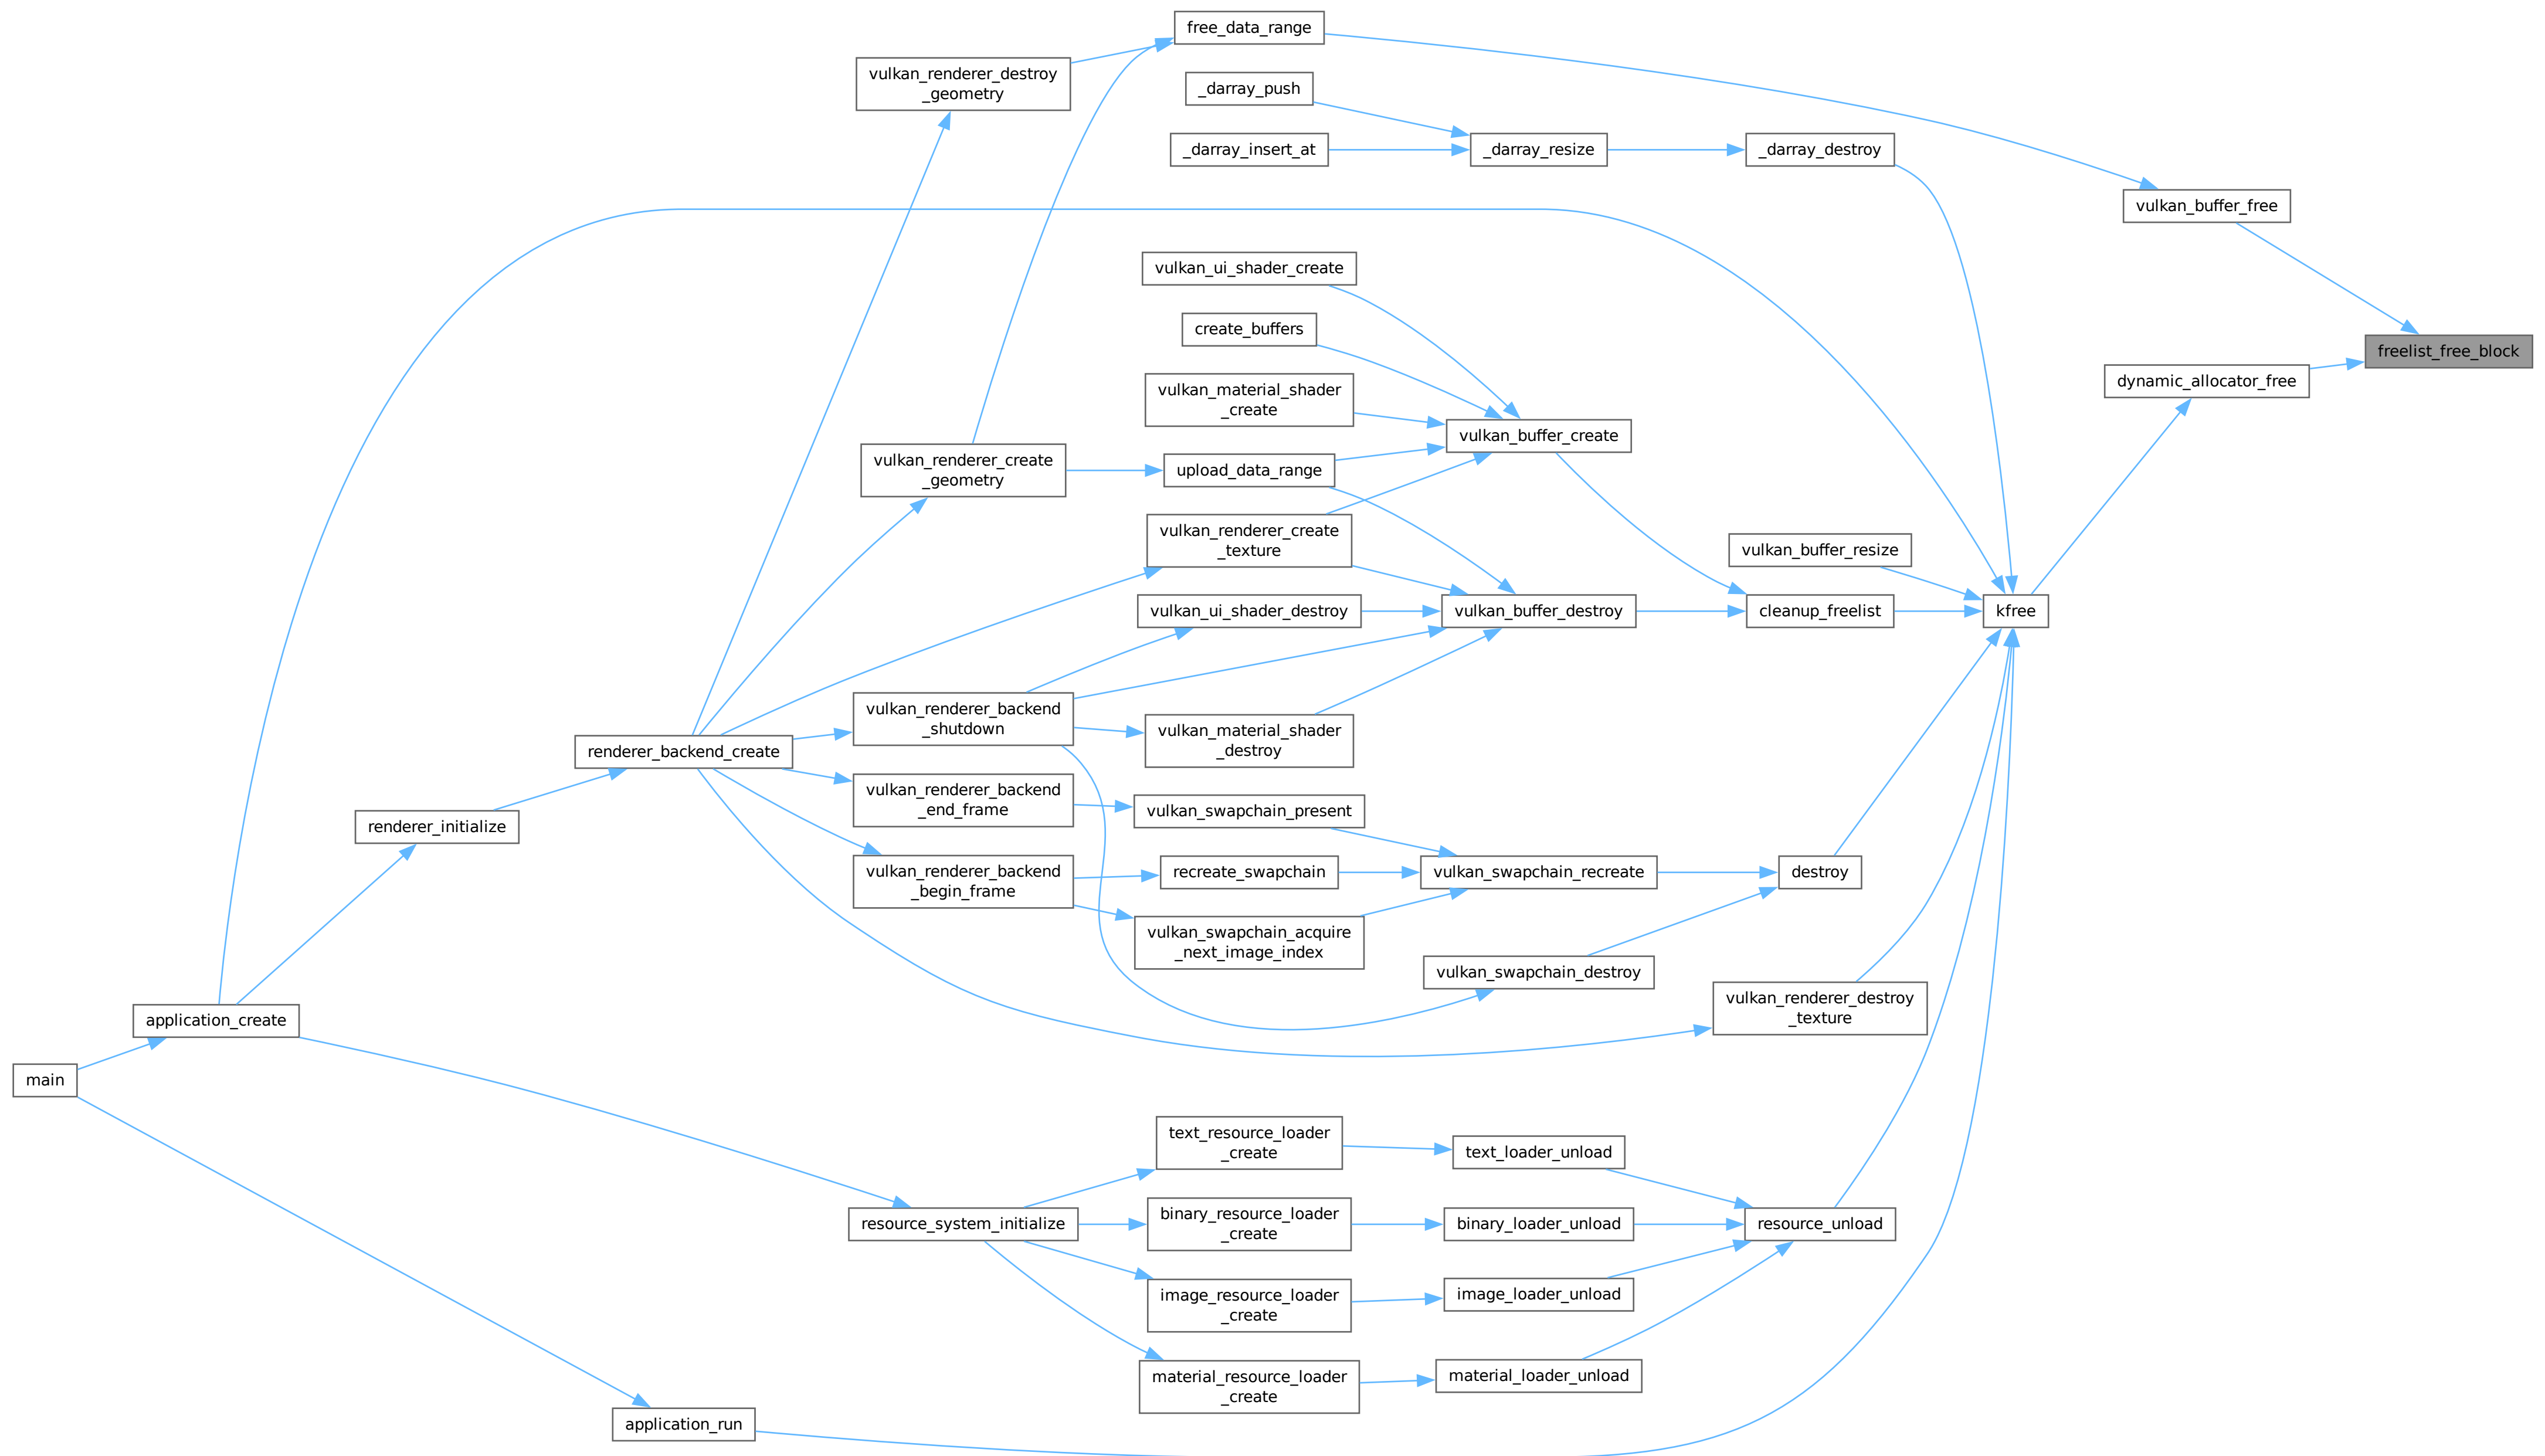 free_data_range
vulkan_renderer_destroy
_geometry
_darray_push
_darray_insert_at
_darray_resize
_darray_destroy
vulkan_buffer_free
vulkan_ui_shader_create
create_buffers
freelist_free_block
dynamic_allocator_free
vulkan_material_shader
_create
vulkan_buffer_create
vulkan_renderer_create
_geometry
upload_data_range
vulkan_renderer_create
_texture
vulkan_buffer_resize
vulkan_ui_shader_destroy
vulkan_buffer_destroy
cleanup_freelist
kfree
vulkan_renderer_backend
_shutdown
vulkan_material_shader
_destroy
renderer_backend_create
vulkan_renderer_backend
_end_frame
vulkan_swapchain_present
renderer_initialize
vulkan_renderer_backend
_begin_frame
recreate_swapchain
vulkan_swapchain_recreate
destroy
vulkan_swapchain_acquire
_next_image_index
vulkan_swapchain_destroy
vulkan_renderer_destroy
_texture
application_create
main
text_resource_loader
_create
text_loader_unload
resource_system_initialize
binary_resource_loader
_create
binary_loader_unload
resource_unload
image_resource_loader
_create
image_loader_unload
material_resource_loader
_create
material_loader_unload
application_run